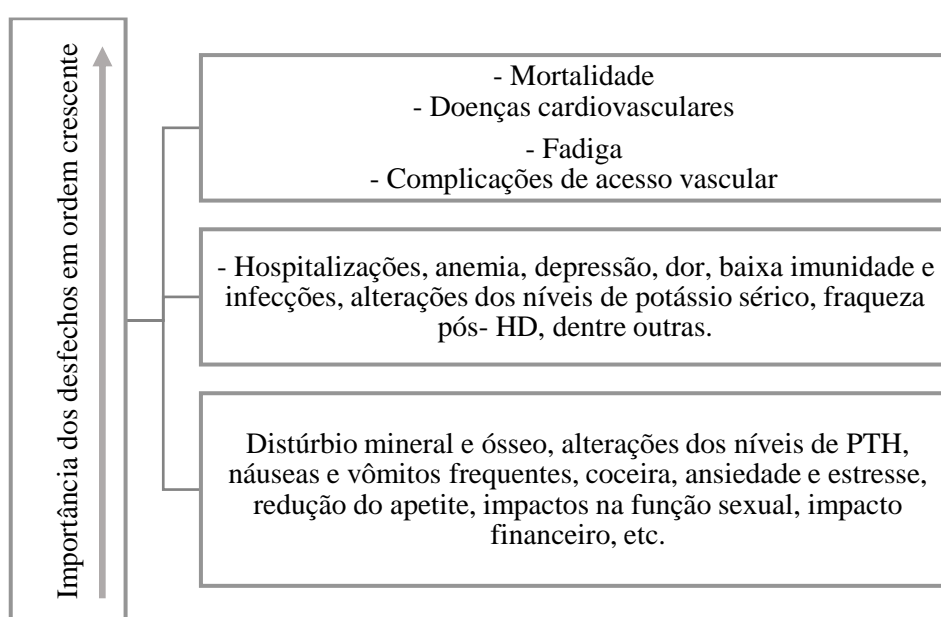 Importância dos desfechos em ordem crescente
- Mortalidade
- Doenças cardiovasculares
- Fadiga
- Complicações de acesso vascular
- Hospitalizações, anemia, depressão, dor, baixa imunidade e
infecções, alterações dos níveis de potássio sérico, fraqueza
pós- HD, dentre outras.
Distúrbio mineral e ósseo, alterações dos níveis de PTH,
náuseas e vômitos frequentes, coceira, ansiedade e estresse,
redução do apetite, impactos na função sexual, impacto
financeiro, etc.